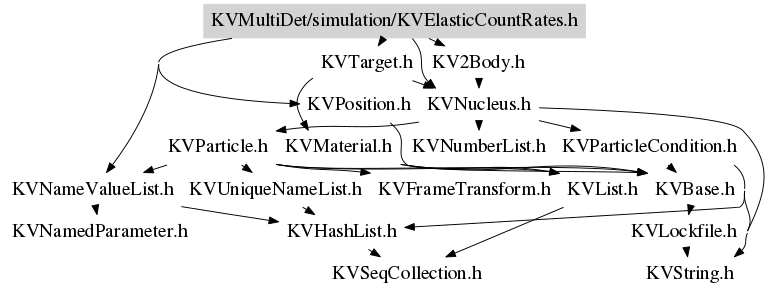 KVMultiDet/simulation/KVElasticCountRates.h
KVTarget.h
KV2Body.h
KVPosition.h
KVNucleus.h
KVParticle.h
KVMaterial.h
KVNumberList.h
KVParticleCondition.h
KVNameValueList.h
KVUniqueNameList.h
KVFrameTransform.h
KVList.h
KVBase.h
KVNamedParameter.h
KVHashList.h
KVLockfile.h
KVSeqCollection.h
KVString.h